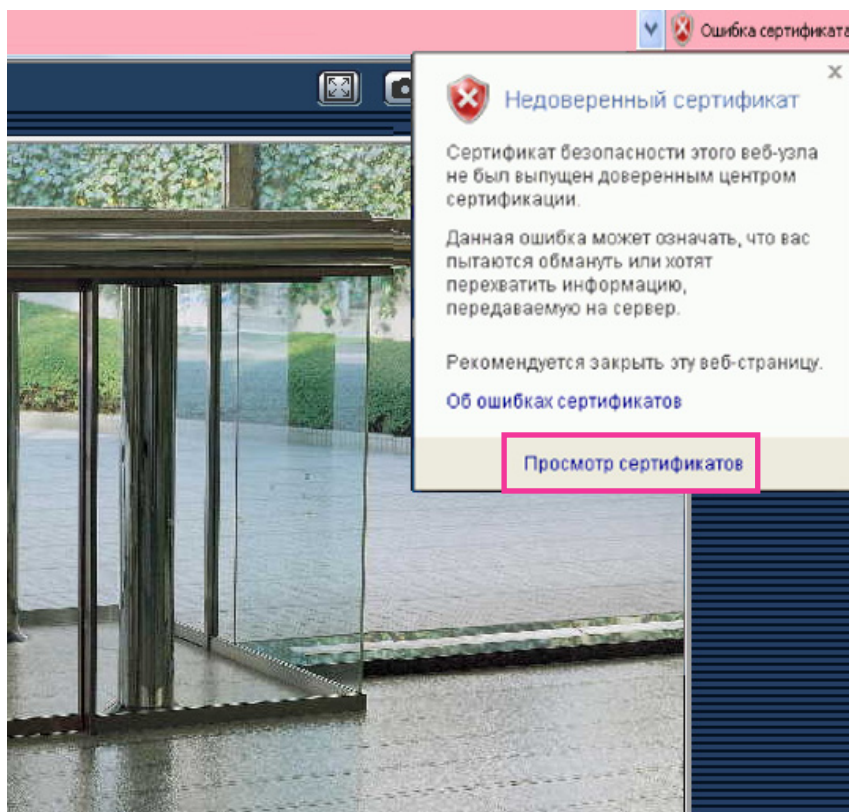 Ошибка сертификата
Недоверенный сертификат
Сертификат безопасности этого веб-узла
не был выпущен доверенным центром
сертификации.
Данная ошибка может означать, что вас
пытаются обмануть или хотят
перехватить информацию,
передаваемую на сервер.
Рекомендуется закрыть эту веб-страницу.
Об ошибках сертификатов
Просмотр сертификатов